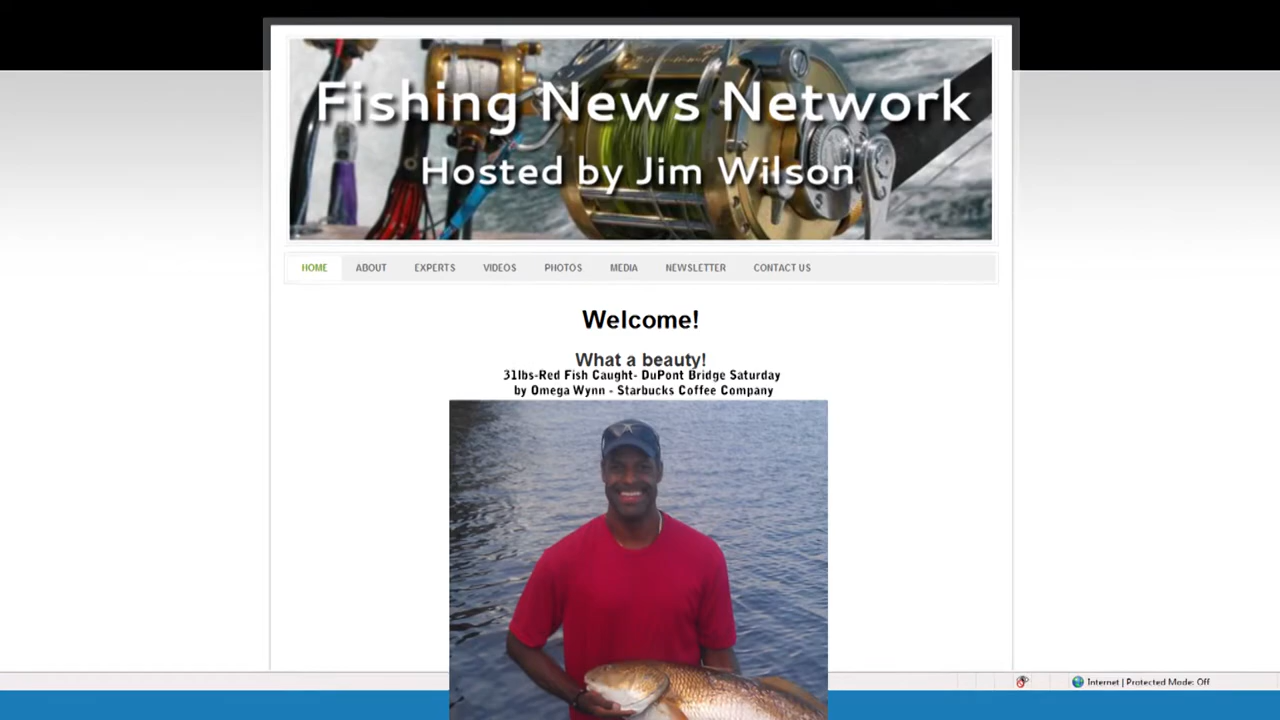 Fishing News Network
Hosted by Jim Wilson
HOME ABOUT EXPERTS VIDEOS PHOTOS MEDIA NEWSLETTER CONTACT US
Welcome!
What a beauty!
31lbs-Red Fish Caught- DuPont Bridge Saturday
by Omega Wynn - Starbucks Coffee Company
Internet | Protected Mode: Off